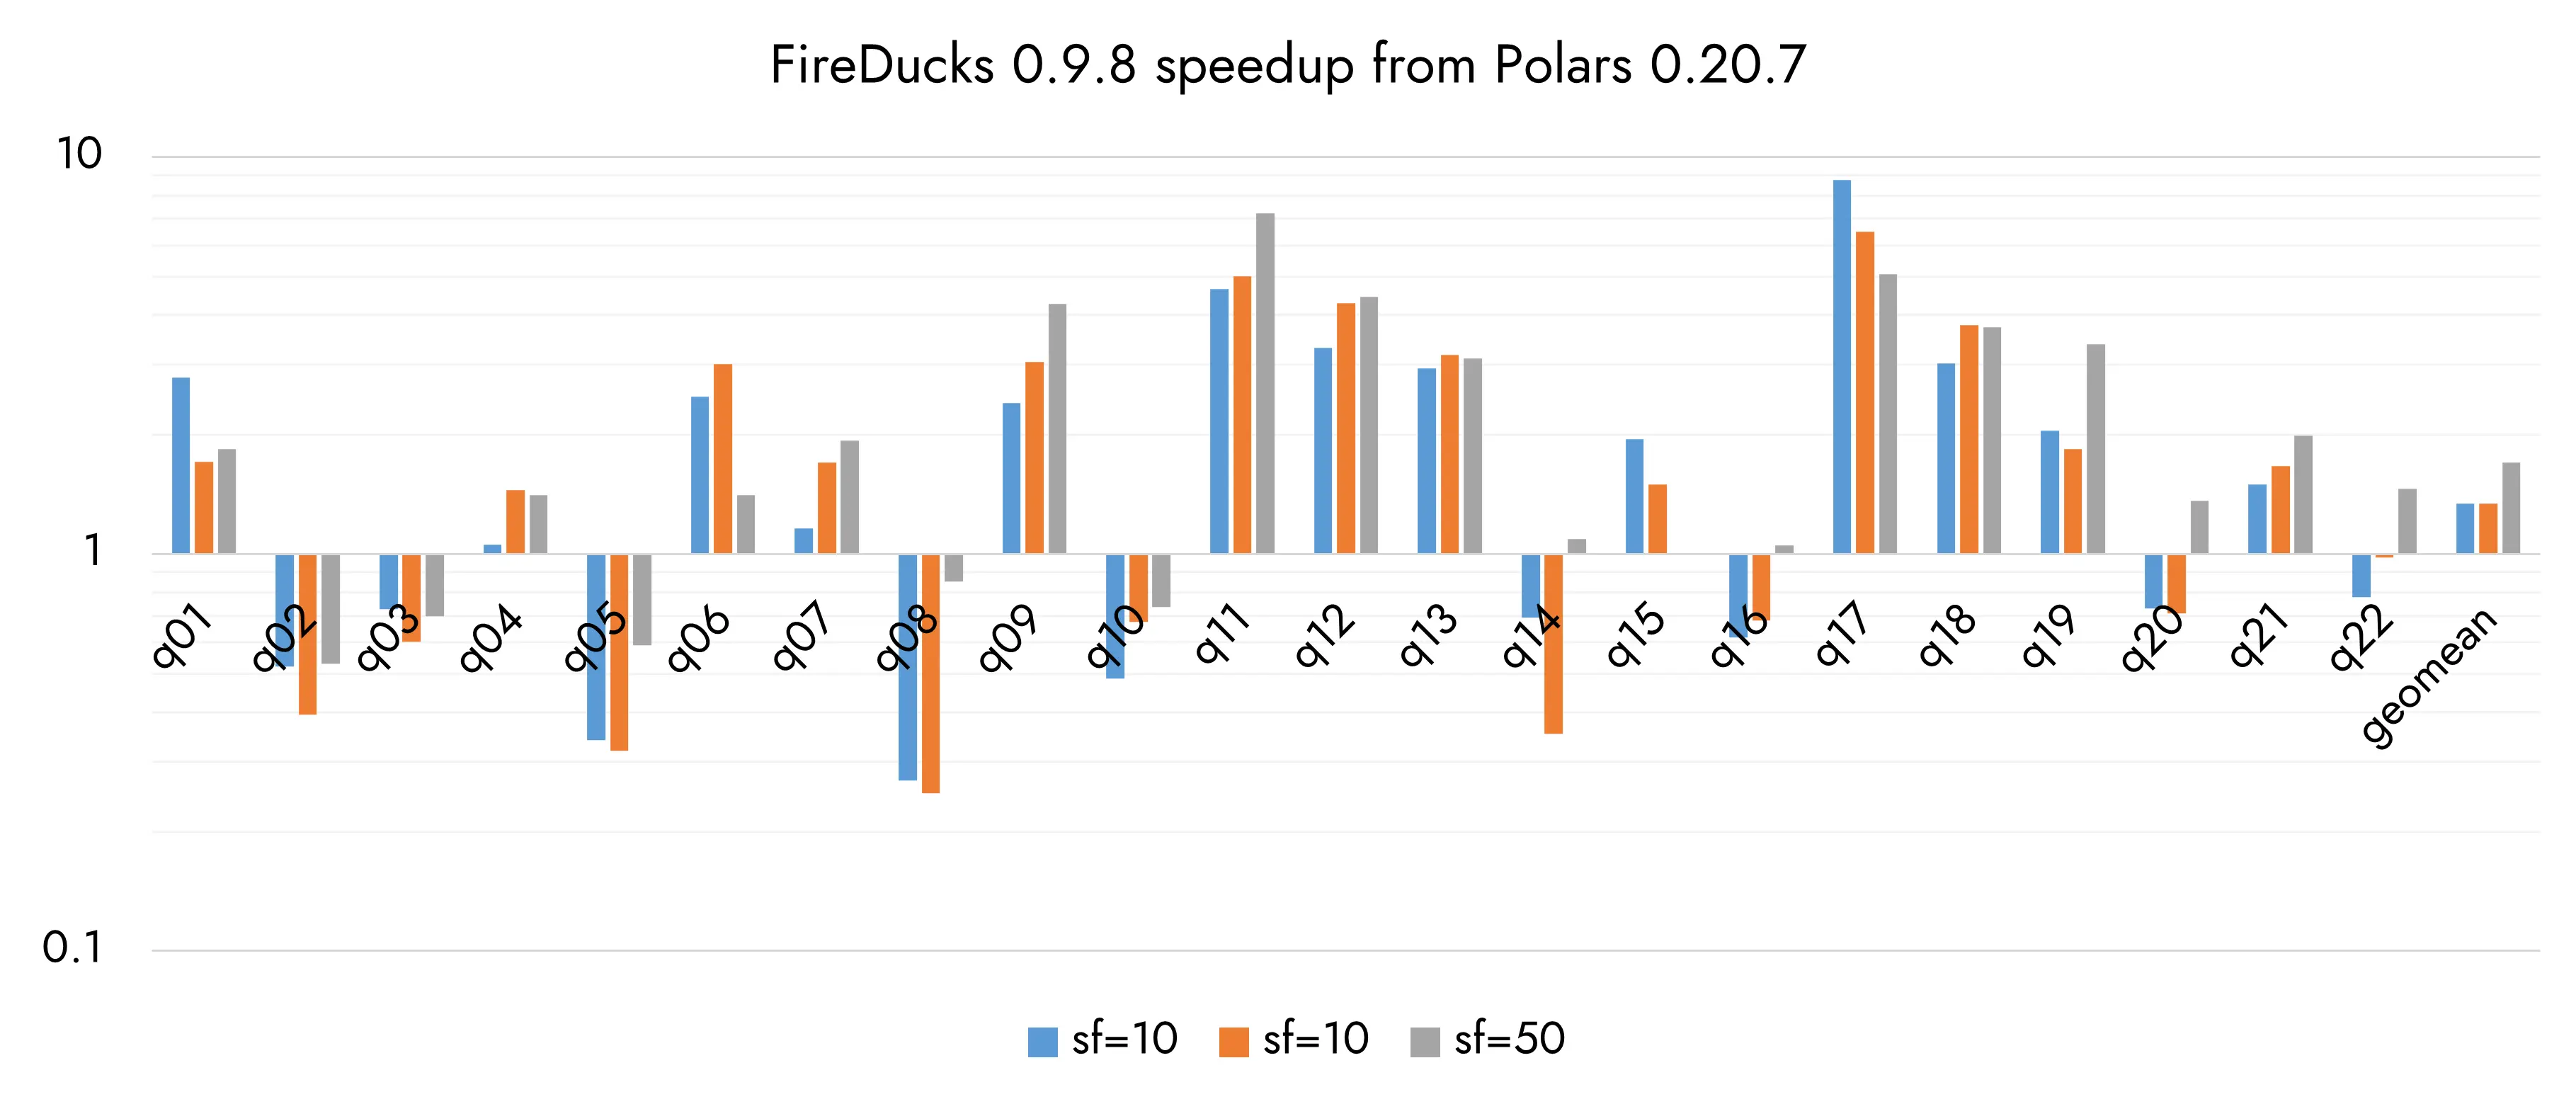 FireDucks 0.9.8 speedup from Polars 0.20.7
10
1
0.1
q01
q02
q03
q04
q05
q06
q07
q08
q09
q10
q11
q12
q13
q14
q15
q16
q17
q18
q19
q20
q21
q22
geomean
sf=10 sf=10 sf=50